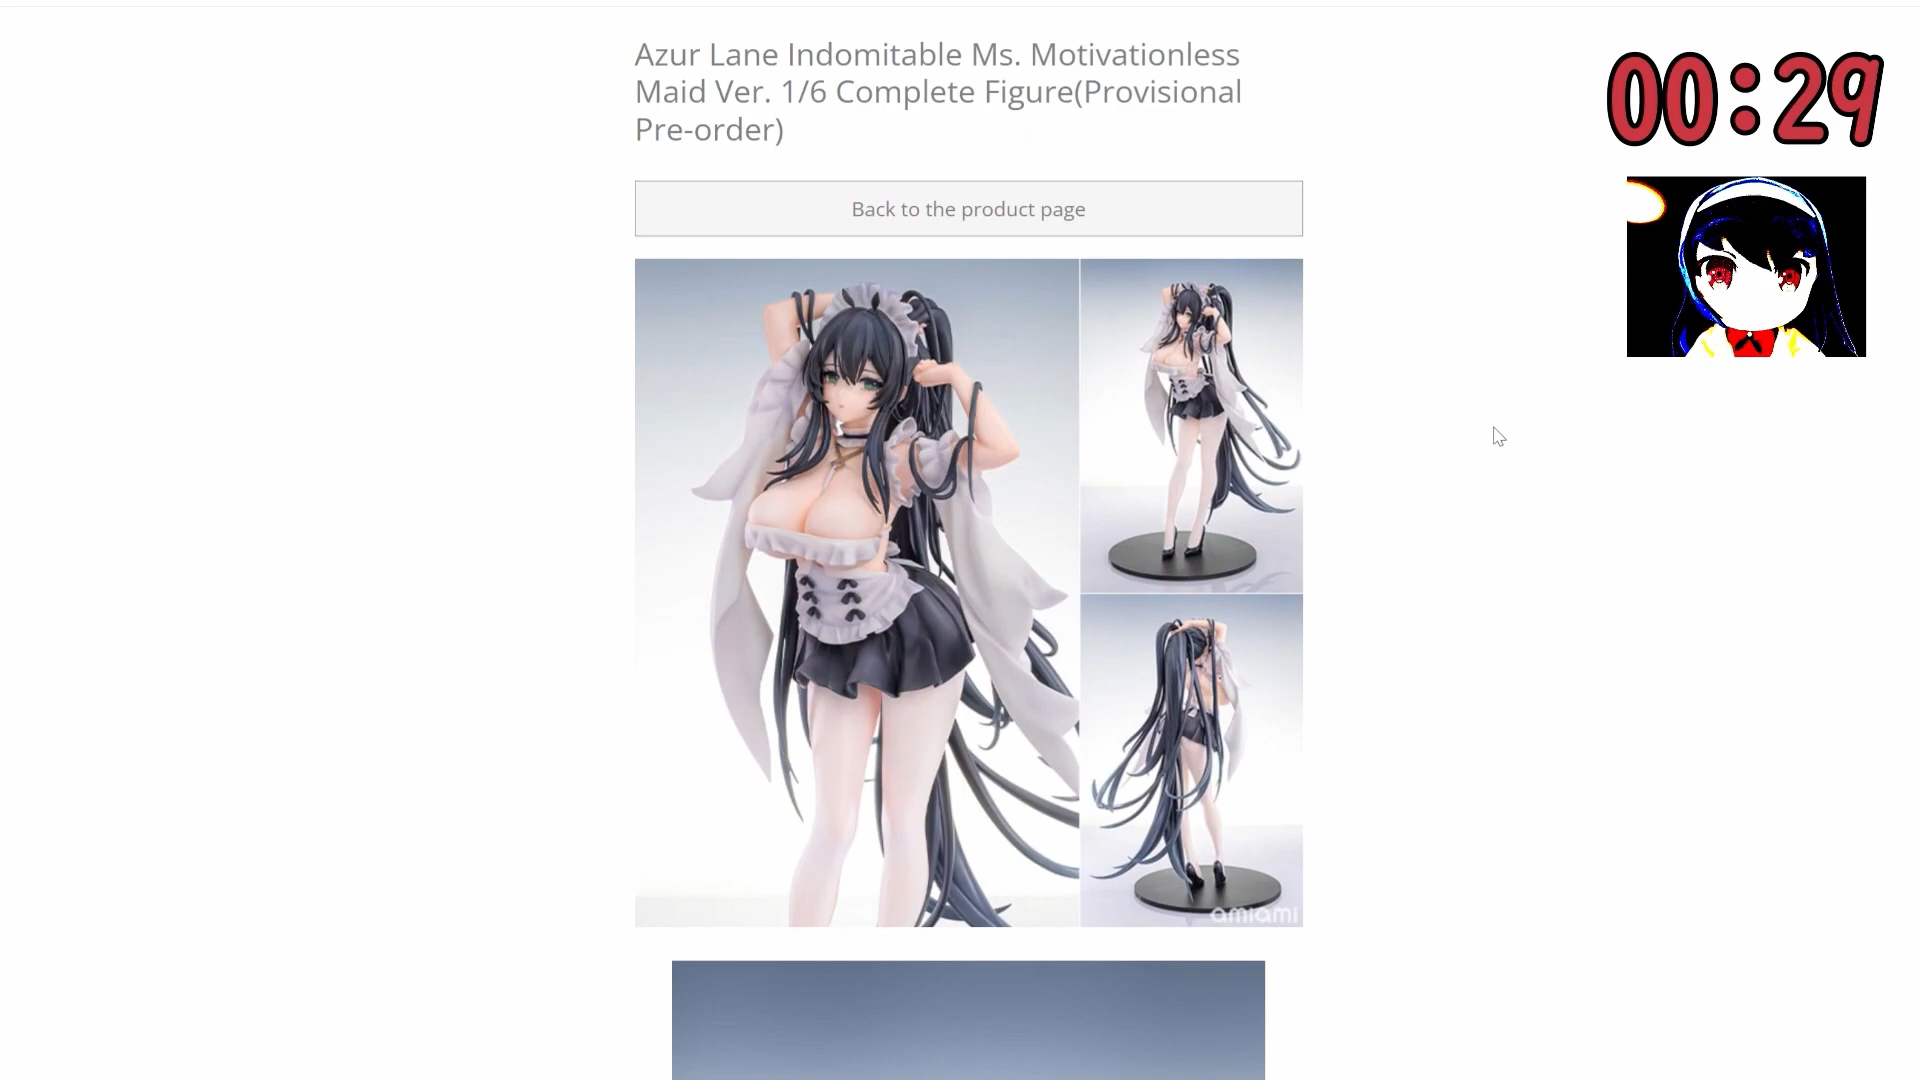 Azur Lane Indomitable Ms. Motivationless
Maid Ver. 1/6 Complete Figure(Provisional
Pre-order)
00:29
Back to the product page
amiami